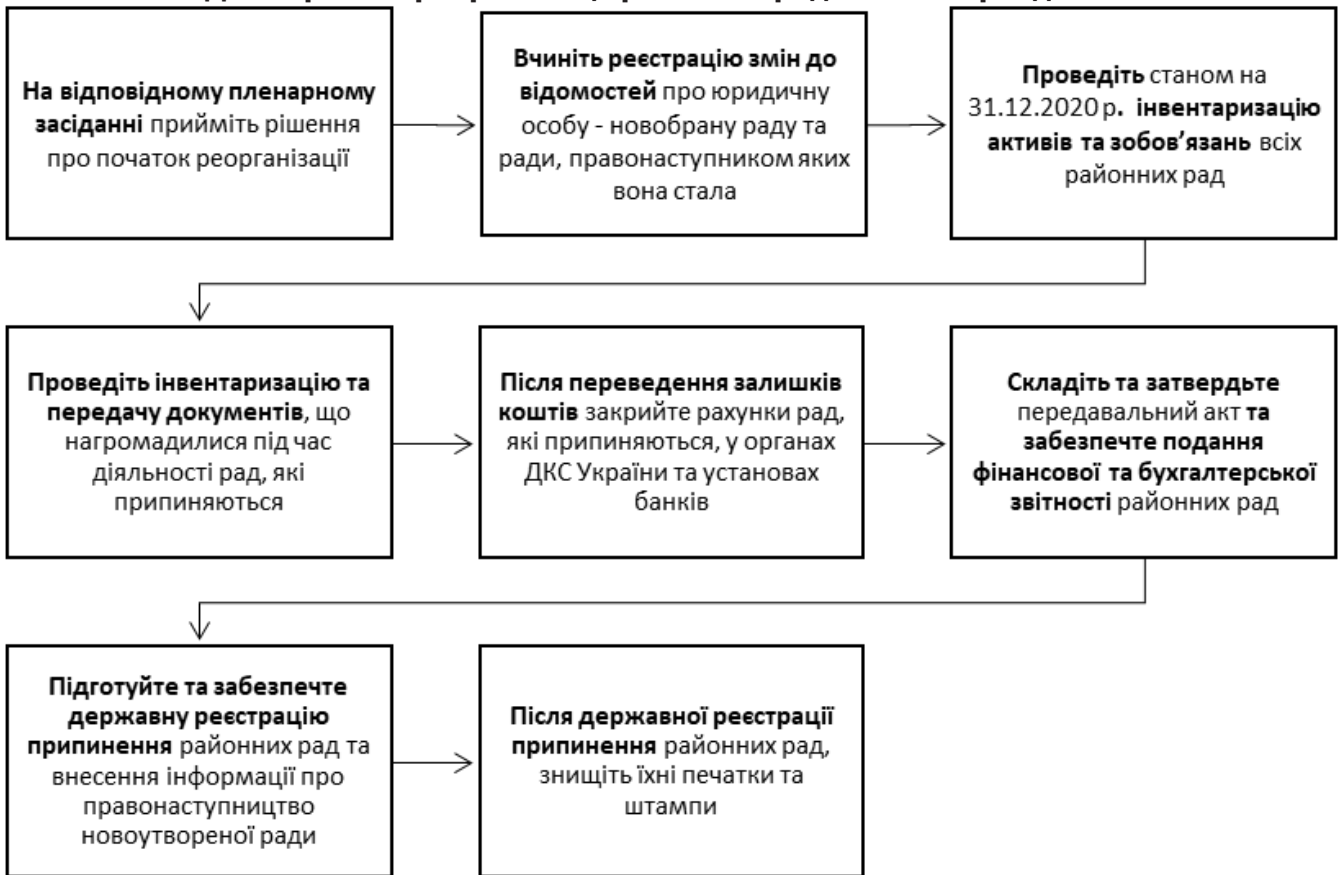 На відповідному пленарному
засіданні прийміть рішення
про початок реорганізації
Вчиніть реєстрацію змін до
відомостей про юридичну
особу - новобрану раду та
ради, правонаступником яких
вона стала
Проведіть станом на
31.12.2020 р. інвентаризацію
активів та зобов’язань всіх
районних рад
Проведіть інвентаризацію та
передачу документів, що
нагромадилися під час
діяльності рад, які
припиняються
Після переведення залишків
коштів закрийте рахунки рад,
які припиняються, у органах
ДКС України та установах
банків
Складіть та затвердьте
передавальний акт та
забезпечте подання
фінансової та бухгалтерської
звітності районних рад
Підготуйте та забезпечте
державну реєстрацію
припинення районних рад та
внесення інформації про
правонаступництво
новоутвореної ради
Після державної реєстрації
припинення районних рад,
знищіть їхні печатки та
штампи